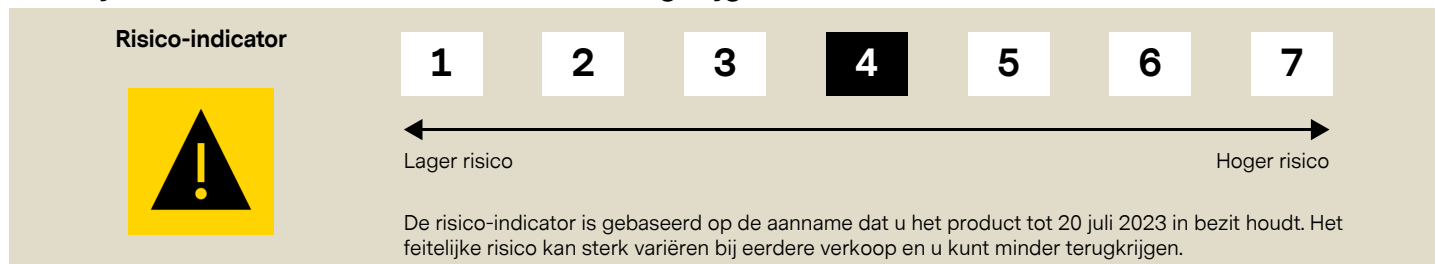 Risico-indicator
1 2 3 4 5 6 7
Lager risico Hoger risico
De risico-indicator is gebaseerd op de aanname dat u het product tot 20 juli 2023 in bezit houdt. Het
feitelijke risico kan sterk variëren bij eerdere verkoop en u kunt minder terugkrijgen.